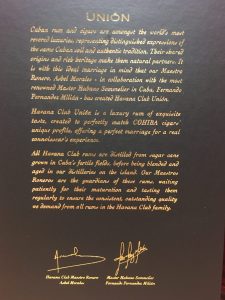 UNIÓN
Cuban rum and cigars are amongst the world's most
revered luxuries, representing distinguished expressions of
the same Cuban soil and authentic tradition. Their shared
origins and rich heritage make them natural partners. It
is with this ideal marriage in mind that our Maestro
Ronero, Asbel Morales - in collaboration with the most
renowned Master Habano Sommelier in Cuba, Fernando
Fernandez Milián - has created Havana Club Unión.
Havana Club Unión is a luxury rum of exquisite
taste, created to perfectly match COHIBA cigars'
unique profile, offering a perfect marriage for a real
connoisseur's experience.
All Havana Club rums are distilled from sugar cane
grown in Cuba's fertile fields, before being blended and
aged in our distilleries on the island. Our Maestros
Roneros are the guardians of these rums, waiting
patiently for their maturation and tasting them
regularly to ensure the consistent, outstanding quality
we demand from all rums in the Havana Club family.
Havana Club Maestro Ronero
Asbel Morales
Master Habano Sommelier
Fernando Fernandez Milián